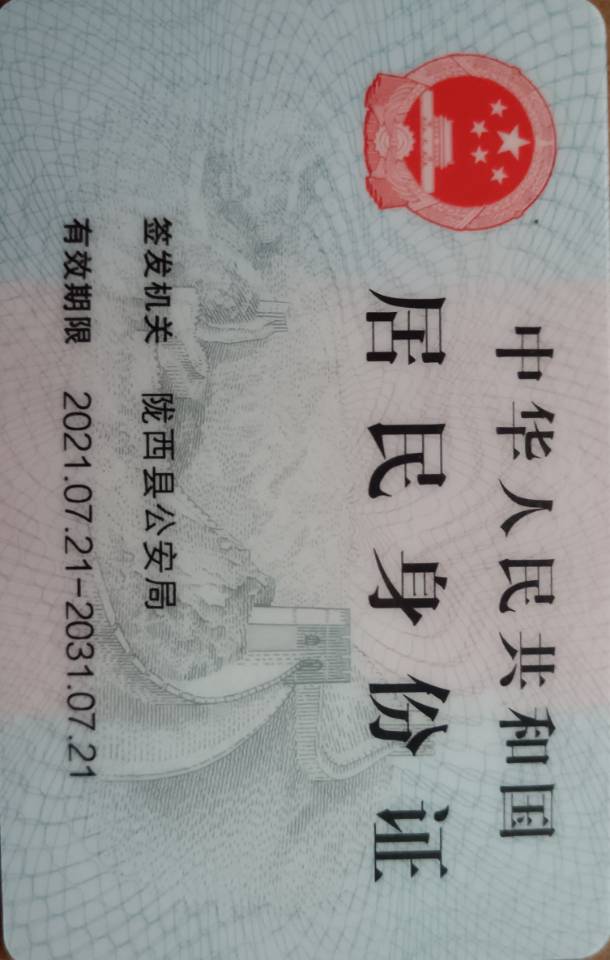 中华人民共和国
居民身份证
签发机关 陇西县公安局
有效期限 2021.07.21-2031.07.21